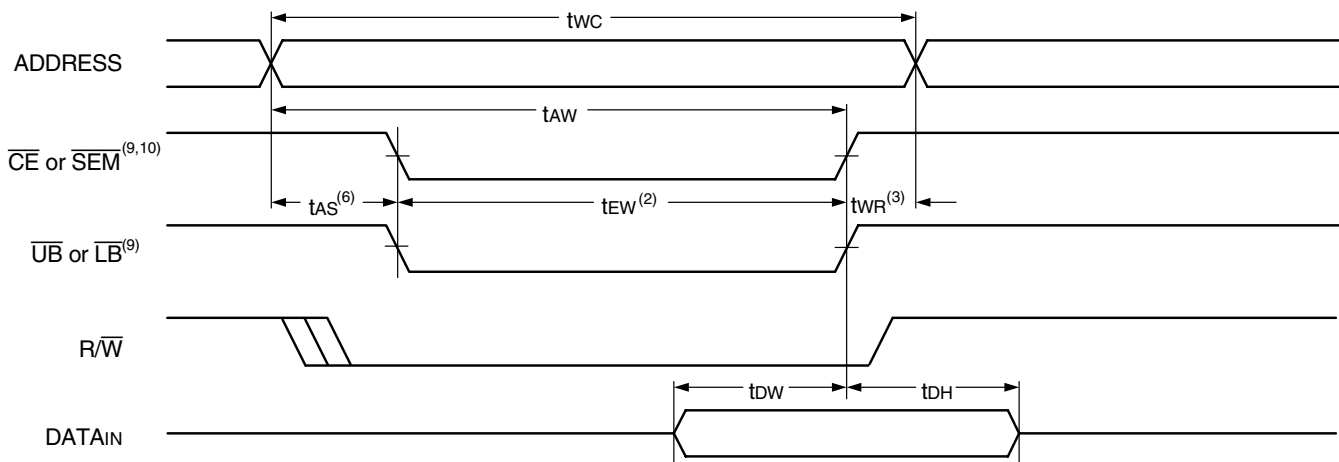 tWC
ADDRESS
tAW
CE or SEM(9,10)
tAS(6)
tEW(2)
tWR(3)
UB or LB(9)
R/W
tDW
tDH
DATAIN